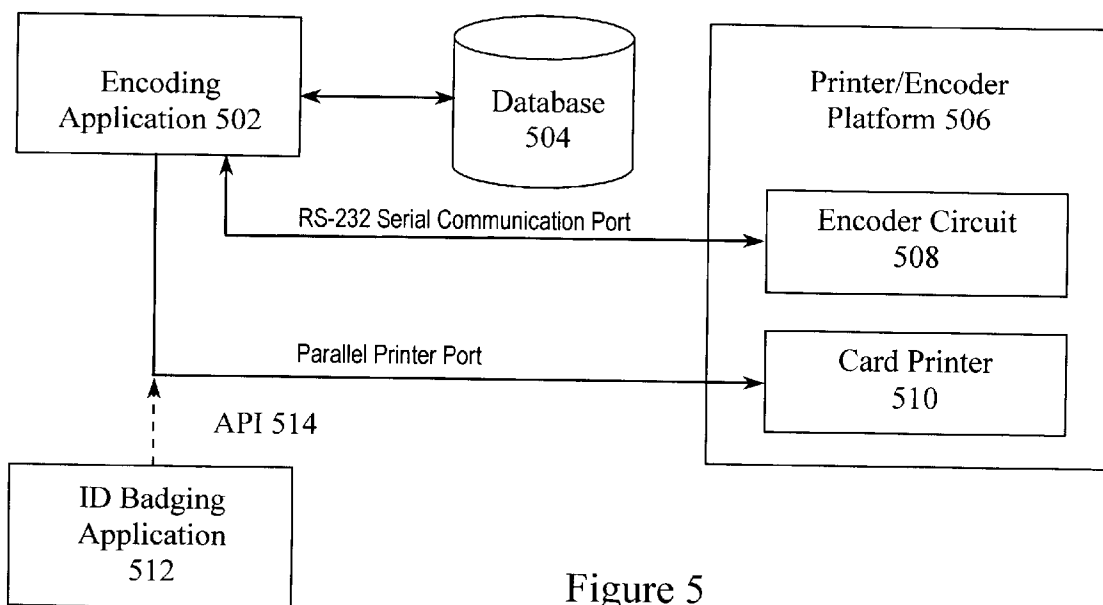 Encoding
Application 502
Database
504
Printer/Encoder
Platform 506
RS-232 Serial Communication Port
Encoder Circuit
508
Parallel Printer Port
Card Printer
510
API 514
ID Badging
Application
512
Figure 5